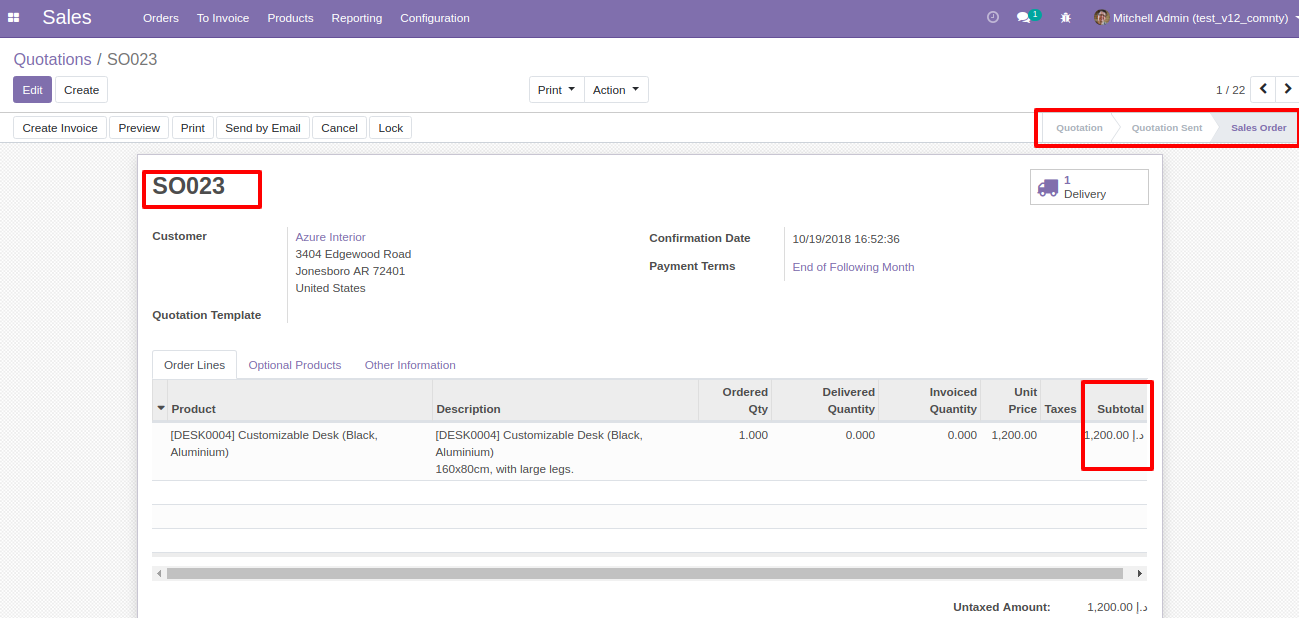 Sales Orders To Invoice Products Reporting Configuration 1 Mitchell Admin (test_v12_comnty)
Quotations / SO023
Edit Create Print Action 1 / 22
Create Invoice Preview Print Send by Email Cancel Lock Quotation Quotation Sent Sales Order
SO023
1
Delivery
Customer
Azure Interior
3404 Edgewood Road
Jonesboro AR 72401
United States
Quotation Template
Confirmation Date 10/19/2018 16:52:36
Payment Terms End of Following Month
Order Lines Optional Products Other Information
Product
Description
Ordered
Qty
Delivered
Quantity
Invoiced
Quantity
Unit
Price
Taxes
Subtotal
[DESK0004] Customizable Desk (Black,
Aluminium)
[DESK0004] Customizable Desk (Black,
Aluminium)
160x80cm, with large legs.
1.000
0.000
0.000
1,200.00
1,200.00 د.إ
Untaxed Amount: 1,200.00 د.إ